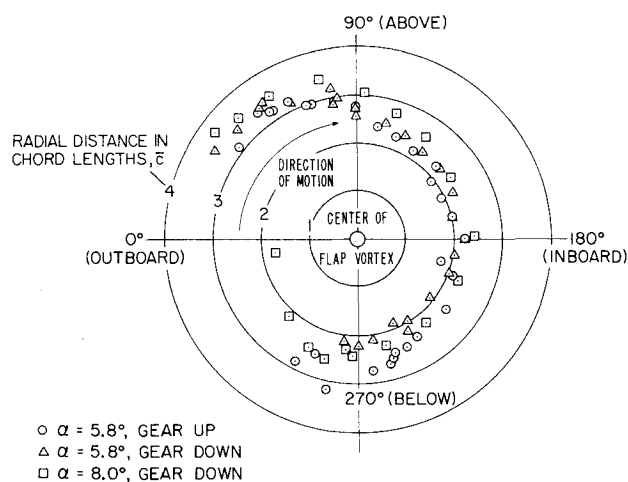 90° (ABOVE)
RADIAL DISTANCE IN
CHORD LENGTHS, c̄
4
3
2
1
DIRECTION
OF MOTION
CENTER OF
FLAP VORTEX
0°
(OUTBOARD)
180°
(INBOARD)
270° (BELOW)
○ α = 5.8°, GEAR UP
△ α = 5.8°, GEAR DOWN
□ α = 8.0°, GEAR DOWN